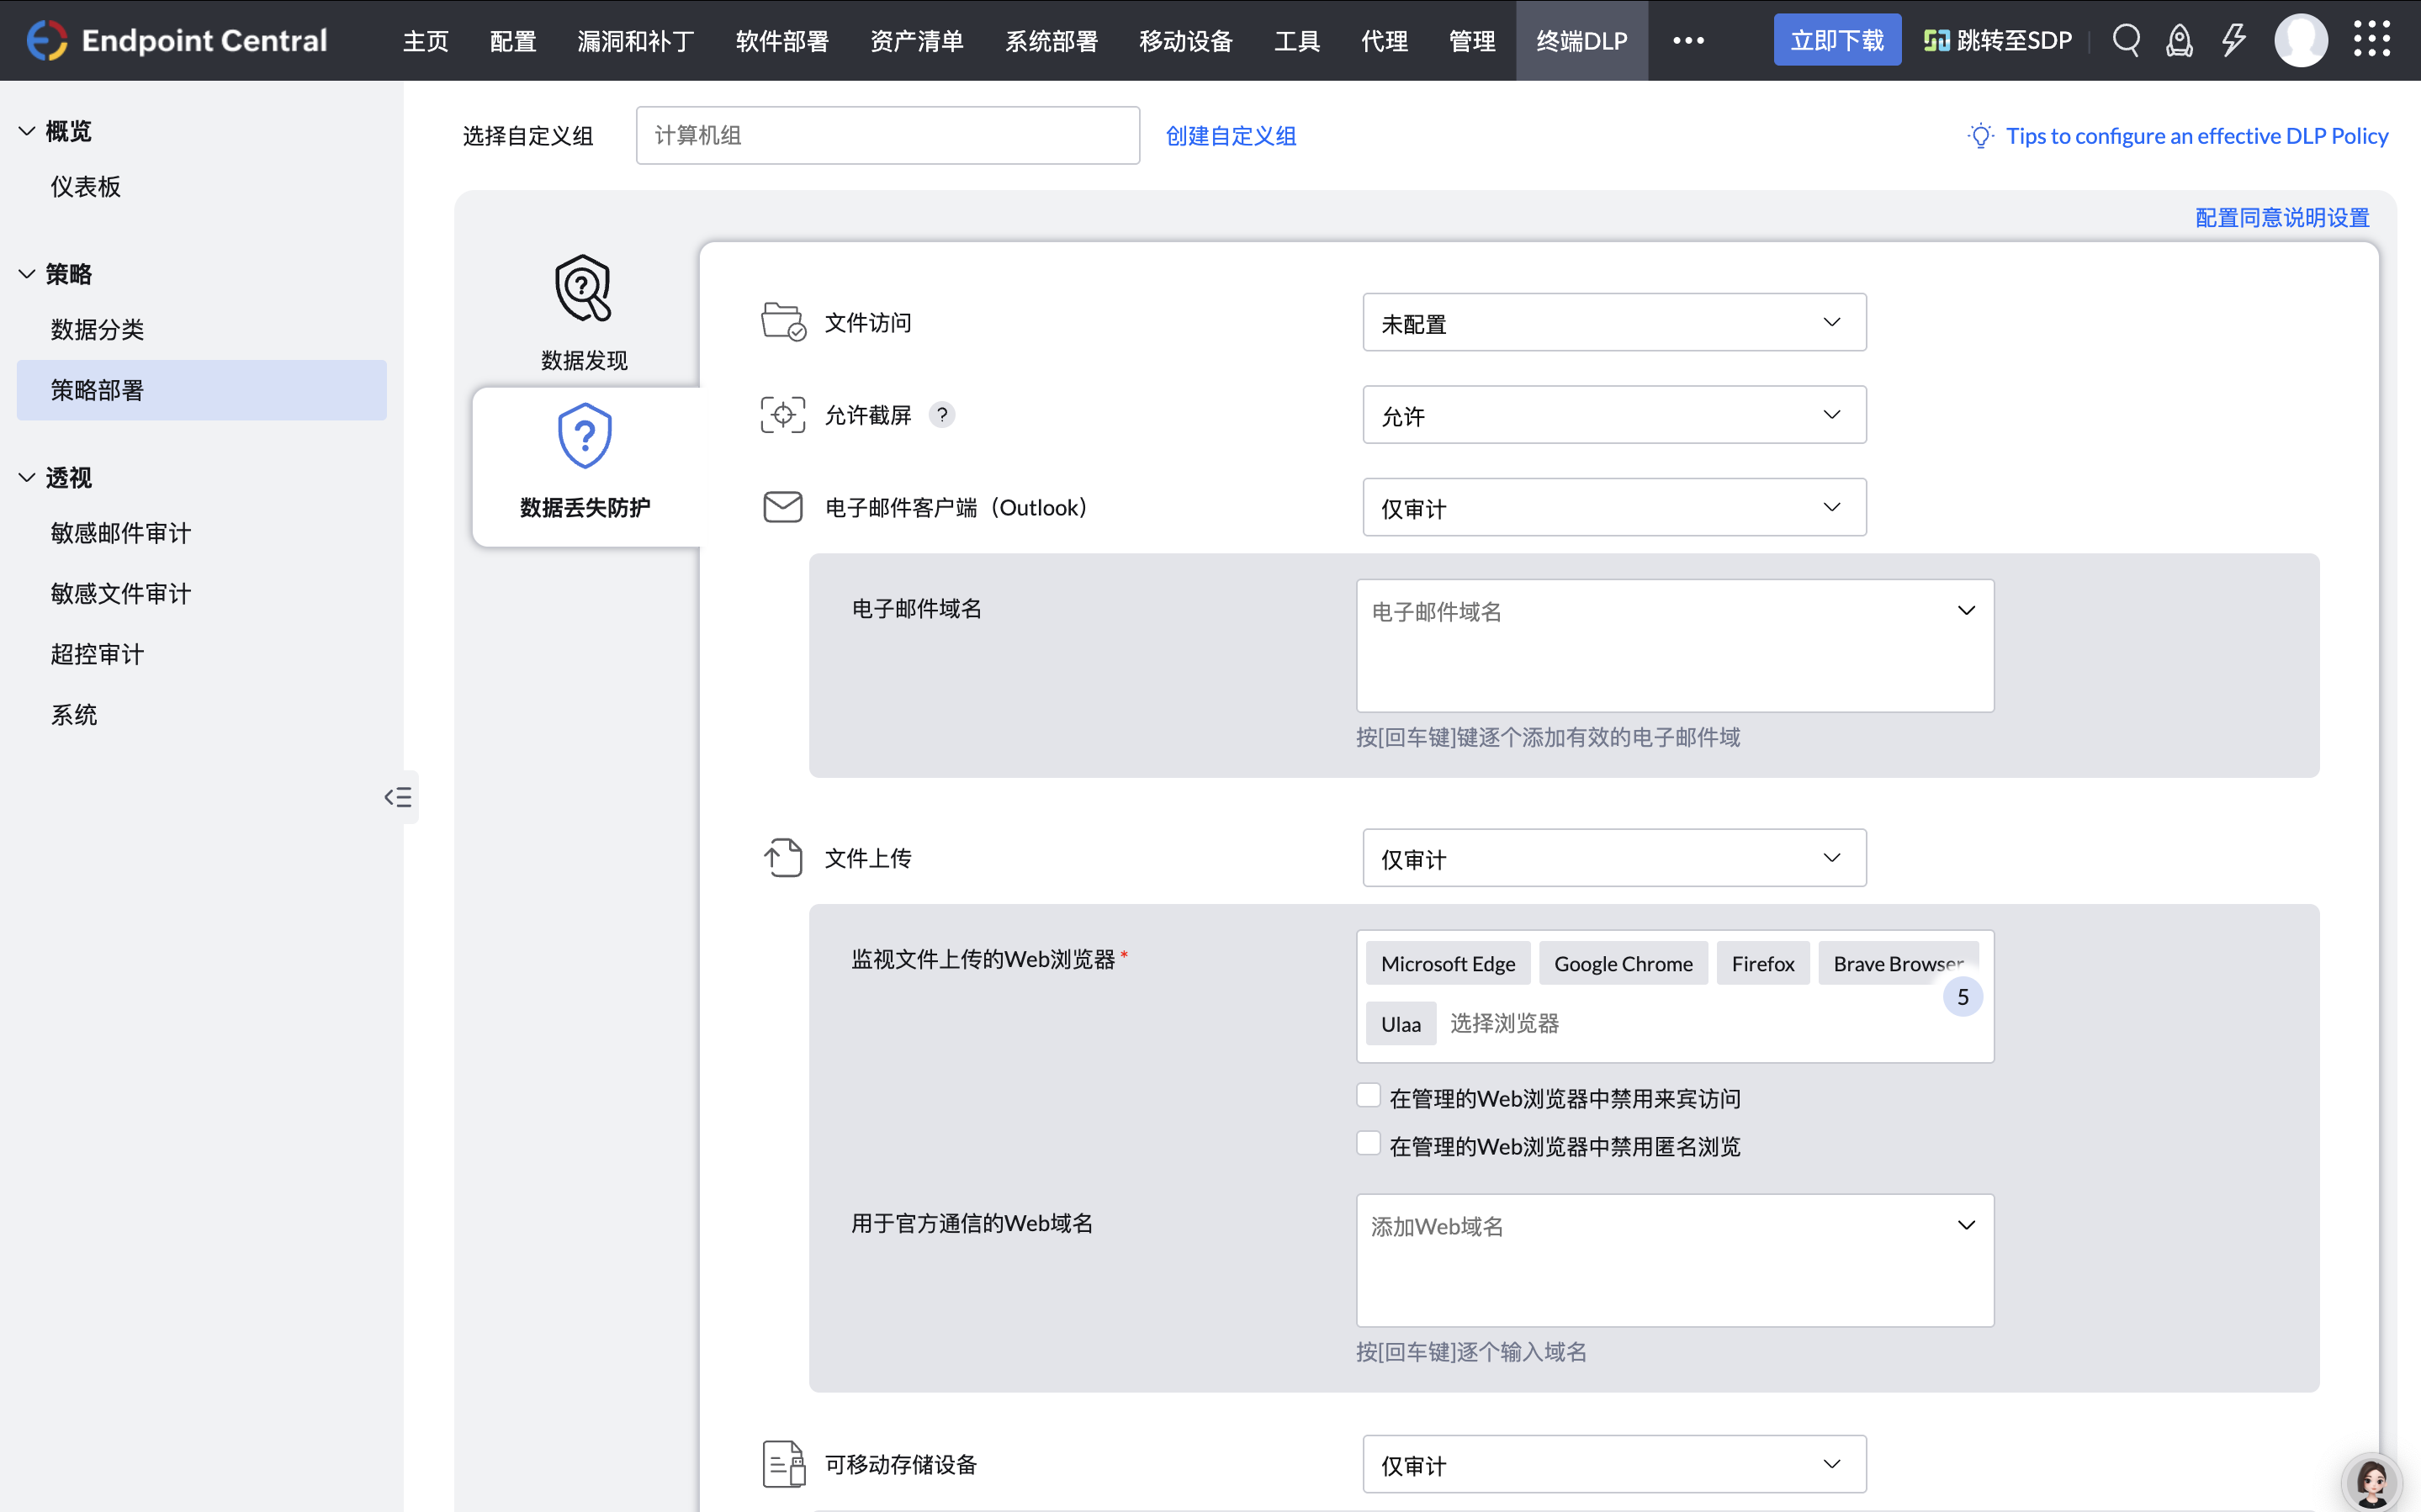 Endpoint Central
主页 配置 漏洞和补丁 软件部署 资产清单 系统部署 移动设备 工具 代理 管理 终端DLP ••• 立即下载 跳转至SDP
概览
仪表板
策略
数据分类
策略部署
透视
敏感邮件审计
敏感文件审计
超控审计
系统
选择自定义组 计算机组 创建自定义组 Tips to configure an effective DLP Policy
配置同意说明设置
数据发现
数据丢失防护
文件访问 未配置
允许截屏 ? 允许
电子邮件客户端（Outlook） 仅审计
电子邮件域名 电子邮件域名
按[回车键]键逐个添加有效的电子邮件域
文件上传 仅审计
监视文件上传的Web浏览器 * Microsoft Edge Google Chrome Firefox Brave Browser
5
Ulaa 选择浏览器
在管理的Web浏览器中禁用来宾访问
在管理的Web浏览器中禁用匿名浏览
用于官方通信的Web域名 添加Web域名
按[回车键]逐个输入域名
可移动存储设备 仅审计